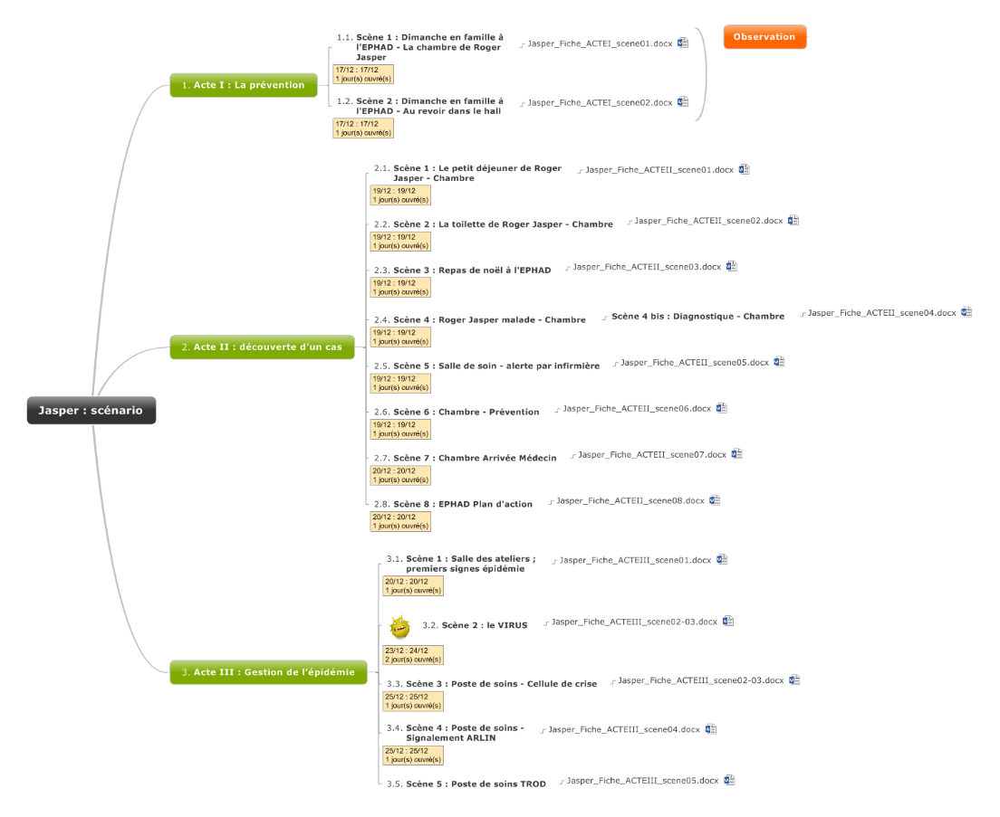 1.1. Scène 1 : Dimanche en famille à
l'EPHAD - La chambre de Roger
Jasper
Jasper_Fiche_ACTEI_scene01.docx
Observation
17/12 : 17/12
1 jour(s) ouvré(s)
1. Acte I : La prévention
1.2. Scène 2 : Dimanche en famille à
l'EPHAD - Au revoir dans le hall
Jasper_Fiche_ACTEI_scene02.docx
17/12 : 17/12
1 jour(s) ouvré(s)
2.1. Scène 1 : Le petit déjeuner de Roger
Jasper - Chambre
Jasper_Fiche_ACTEII_scene01.docx
19/12 : 19/12
1 jour(s) ouvré(s)
2.2. Scène 2 : La toilette de Roger Jasper - Chambre
Jasper_Fiche_ACTEII_scene02.docx
19/12 : 19/12
1 jour(s) ouvré(s)
2.3. Scène 3 : Repas de noël à l'EPHAD
Jasper_Fiche_ACTEII_scene03.docx
19/12 : 19/12
1 jour(s) ouvré(s)
2.4. Scène 4 : Roger Jasper malade - Chambre
Scène 4 bis : Diagnostique - Chambre
Jasper_Fiche_ACTEII_scene04.docx
19/12 : 19/12
1 jour(s) ouvré(s)
2. Acte II : découverte d'un cas
2.5. Scène 5 : Salle de soin - alerte par infirmière
Jasper_Fiche_ACTEII_scene05.docx
19/12 : 19/12
1 jour(s) ouvré(s)
2.6. Scène 6 : Chambre - Prévention
Jasper_Fiche_ACTEII_scene06.docx
19/12 : 19/12
1 jour(s) ouvré(s)
Jasper : scénario
2.7. Scène 7 : Chambre Arrivée Médecin
Jasper_Fiche_ACTEII_scene07.docx
20/12 : 20/12
1 jour(s) ouvré(s)
2.8. Scène 8 : EPHAD Plan d'action
Jasper_Fiche_ACTEII_scene08.docx
20/12 : 20/12
1 jour(s) ouvré(s)
3.1. Scène 1 : Salle des ateliers ;
premiers signes épidémie
Jasper_Fiche_ACTEIII_scene01.docx
20/12 : 20/12
1 jour(s) ouvré(s)
3.2. Scène 2 : le VIRUS
Jasper_Fiche_ACTEIII_scene02-03.docx
23/12 : 24/12
2 jour(s) ouvré(s)
3. Acte III : Gestion de l'épidémie
3.3. Scène 3 : Poste de soins - Cellule de crise
Jasper_Fiche_ACTEIII_scene02-03.docx
25/12 : 25/12
1 jour(s) ouvré(s)
3.4. Scène 4 : Poste de soins -
Signalement ARLIN
Jasper_Fiche_ACTEIII_scene04.docx
25/12 : 25/12
1 jour(s) ouvré(s)
3.5. Scène 5 : Poste de soins TROD
Jasper_Fiche_ACTEIII_scene05.docx